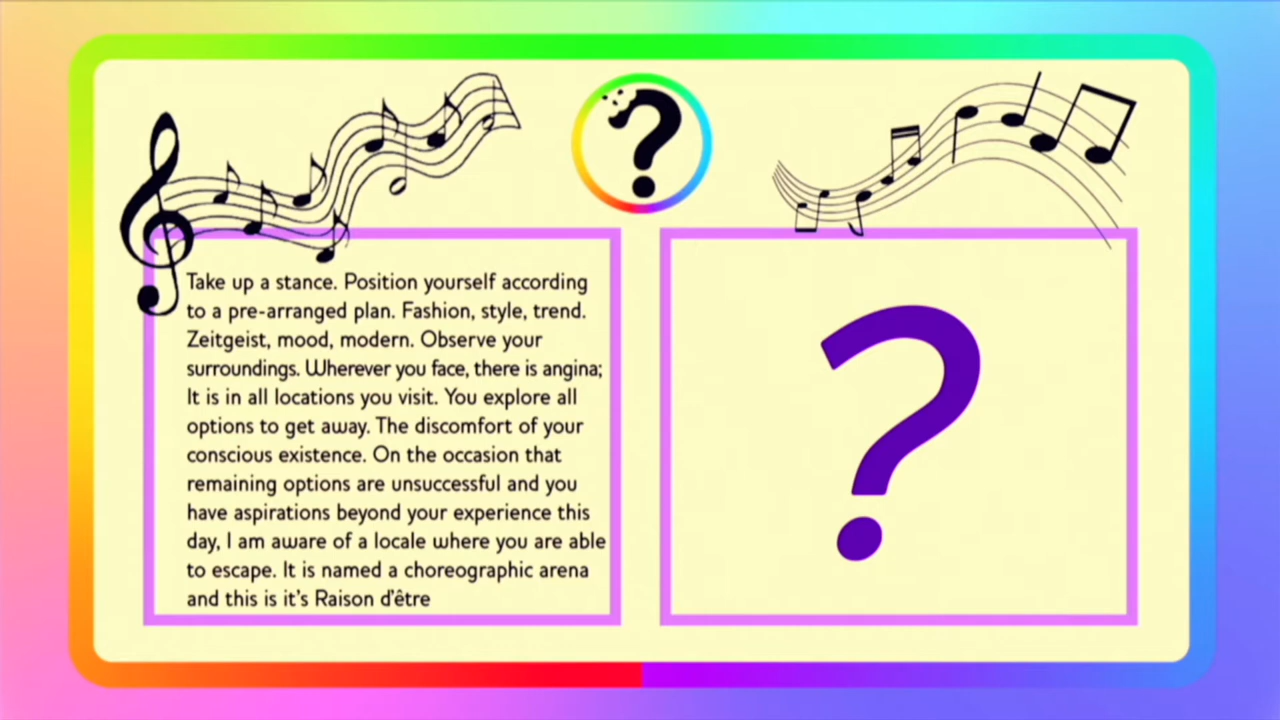 Take up a stance. Position yourself according
to a pre-arranged plan. Fashion, style, trend.
Zeitgeist, mood, modern. Observe your
surroundings. Wherever you face, there is angina;
It is in all locations you visit. You explore all
options to get away. The discomfort of your
conscious existence. On the occasion that
remaining options are unsuccessful and you
have aspirations beyond your experience this
day, I am aware of a locale where you are able
to escape. It is named a choreographic arena
and this is it's Raison d'être
?
?